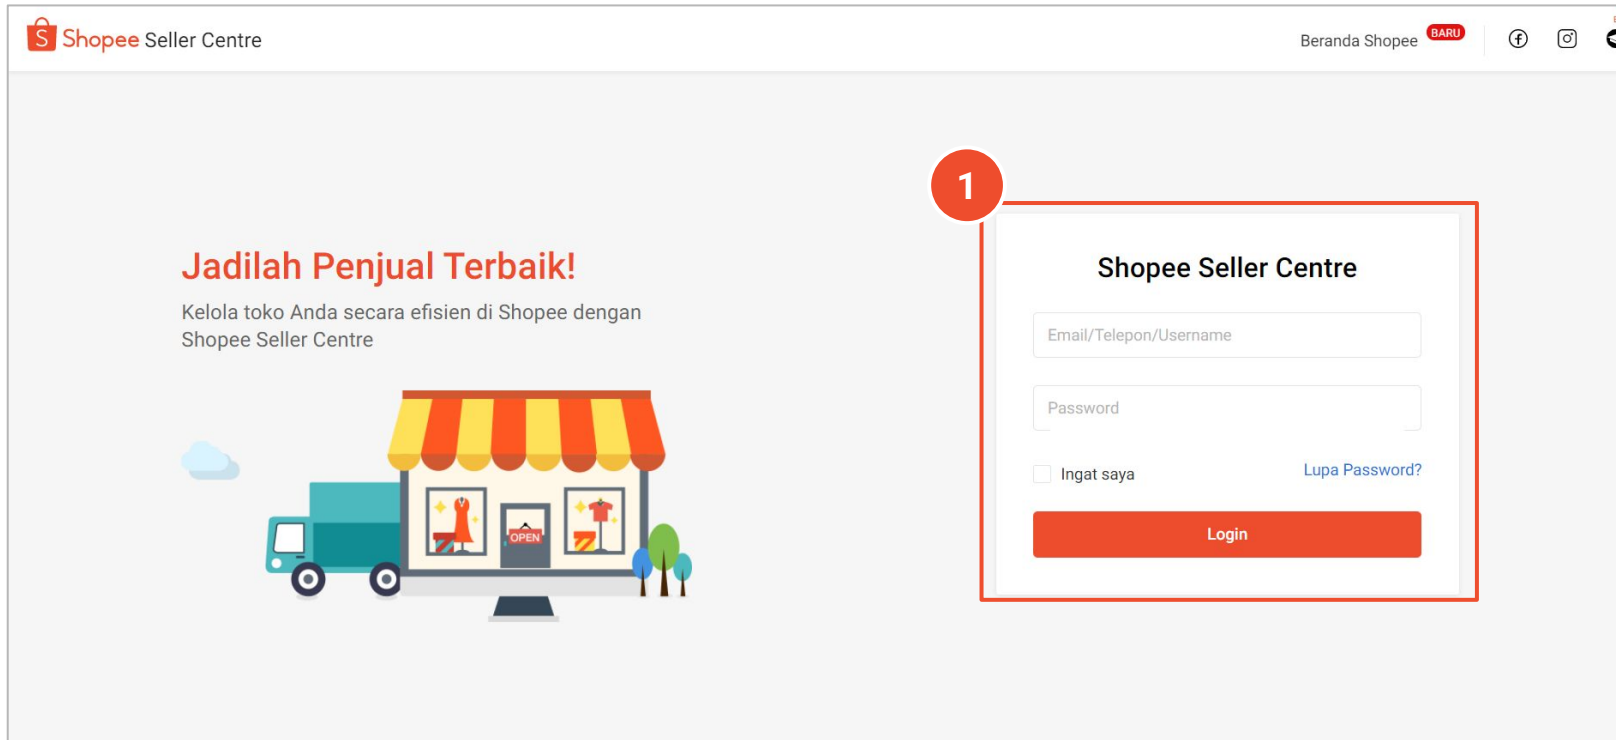 Shopee Seller Centre
Beranda Shopee BARU
1
Jadilah Penjual Terbaik!
Kelola toko Anda secara efisien di Shopee dengan
Shopee Seller Centre
OPEN
Shopee Seller Centre
Email/Telepon/Username
Password
Ingat saya
Lupa Password?
Login